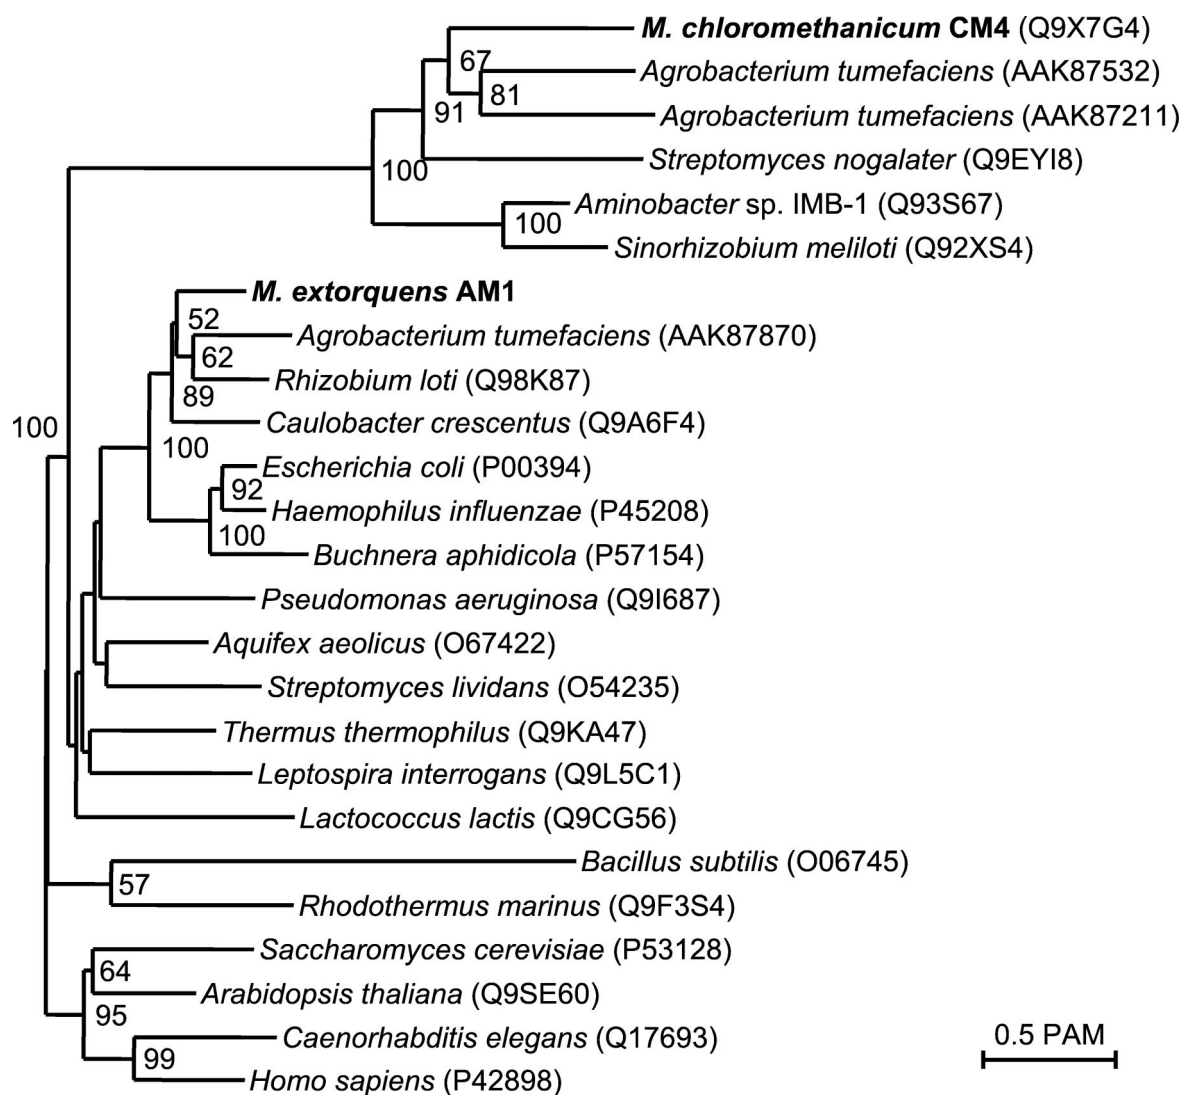 M. chloromethanicum CM4 (Q9X7G4)
67
Agrobacterium tumefaciens (AAK87532)
81
91
Agrobacterium tumefaciens (AAK87211)
Streptomyces nogalater (Q9EYI8)
100
Aminobacter sp. IMB-1 (Q93S67)
100
Sinorhizobium meliloti (Q92XS4)
M. extorquens AM1
52
Agrobacterium tumefaciens (AAK87870)
62
Rhizobium loti (Q98K87)
89
Caulobacter crescentus (Q9A6F4)
100
100
Escherichia coli (P00394)
92
Haemophilus influenzae (P45208)
100
Buchnera aphidicola (P57154)
Pseudomonas aeruginosa (Q9I687)
Aquifex aeolicus (O67422)
Streptomyces lividans (O54235)
Thermus thermophilus (Q9KA47)
Leptospira interrogans (Q9L5C1)
Lactococcus lactis (Q9CG56)
Bacillus subtilis (O06745)
57
Rhodothermus marinus (Q9F3S4)
Saccharomyces cerevisiae (P53128)
64
Arabidopsis thaliana (Q9SE60)
95
Caenorhabditis elegans (Q17693)
0.5 PAM
99
Homo sapiens (P42898)